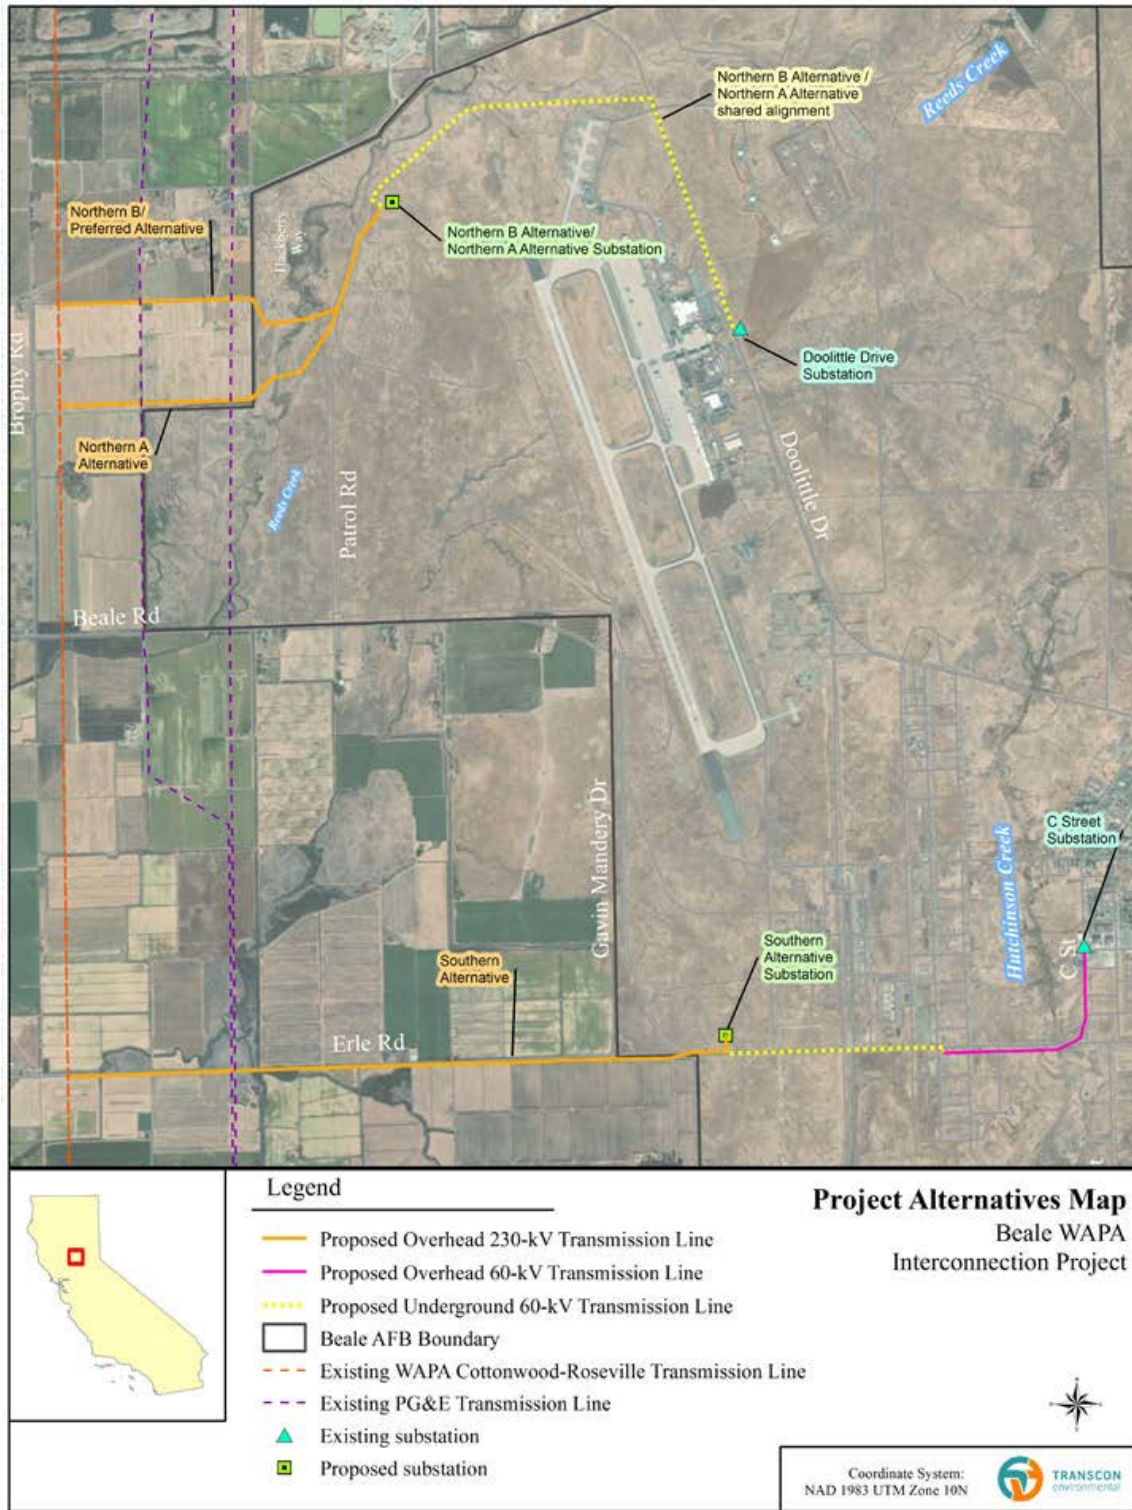 Reeds Creek
Northern B Alternative /
Northern A Alternative
shared alignment
Northern B/
Preferred Alternative
Northern B Alternative/
Northern A Alternative Substation
Brophy Rd
Doolittle Drive
Substation
Northern A
Alternative
Reeds Creek
Patrol Rd
Doolittle Dr
Beale Rd
Gavin Mandery Dr
C Street
Substation
Hutchinson Creek
C St
Southern
Alternative
Southern
Alternative
Substation
Erle Rd
Legend
Proposed Overhead 230-kV Transmission Line
Proposed Overhead 60-kV Transmission Line
Proposed Underground 60-kV Transmission Line
Beale AFB Boundary
Existing WAPA Cottonwood-Roseville Transmission Line
Existing PG&E Transmission Line
Existing substation
Proposed substation
Project Alternatives Map
Beale WAPA
Interconnection Project
Coordinate System:
NAD 1983 UTM Zone 10N
TRANSCON
environmental